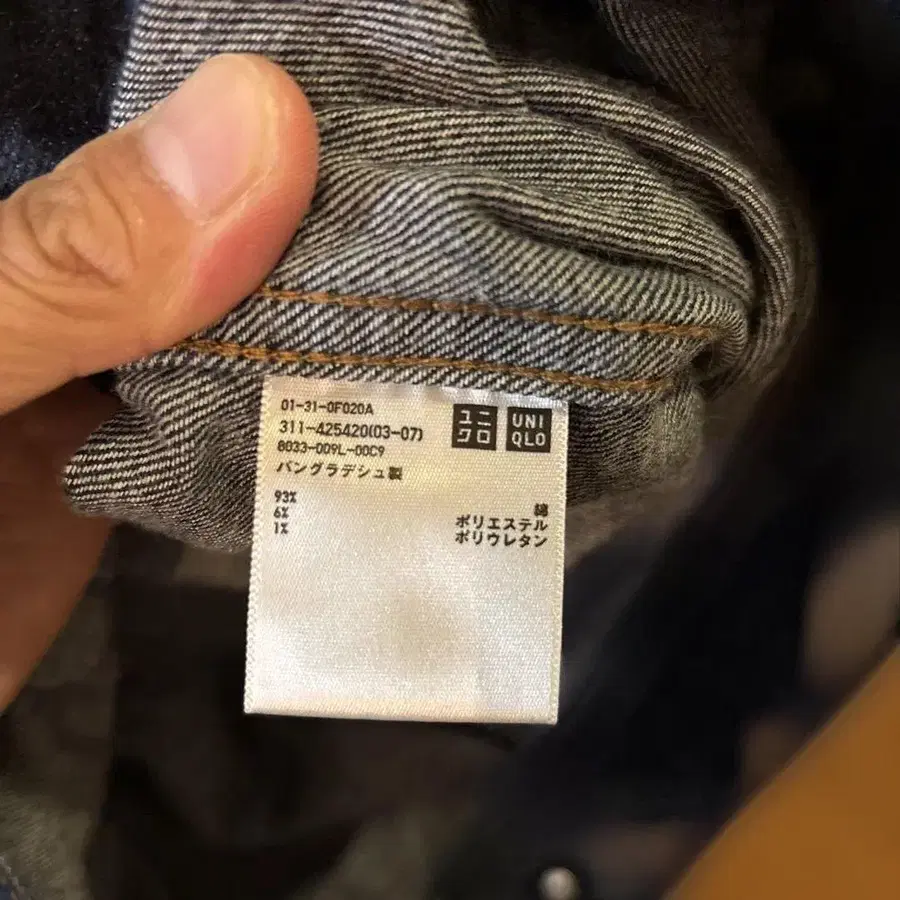 01-31-0F020A
311-425420(03-07)
8033-009L-00C9
バングラデシュ製
ユニ
クロ
UNI
QLO
93% 綿
6% ポリエステル
1% ポリウレタン